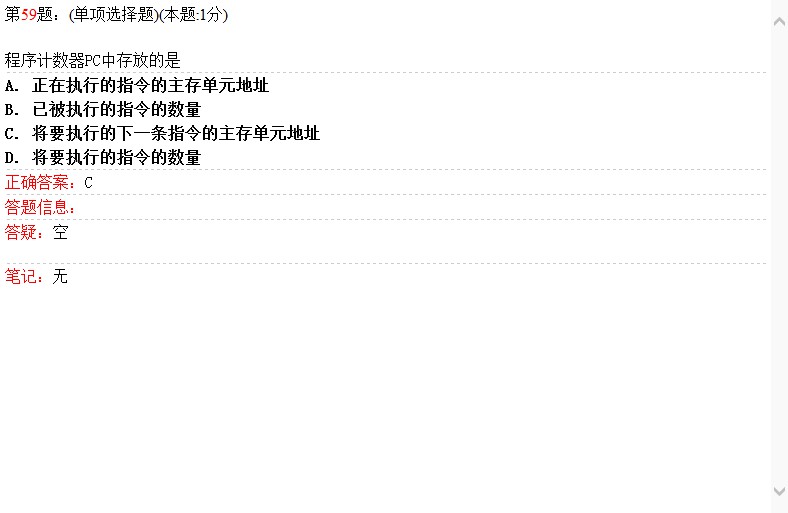 第59题：(单项选择题)(本题:1分)
程序计数器PC中存放的是
A. 正在执行的指令的主存单元地址
B. 已被执行的指令的数量
C. 将要执行的下一条指令的主存单元地址
D. 将要执行的指令的数量
正确答案：C
答题信息：
答疑：空
笔记：无